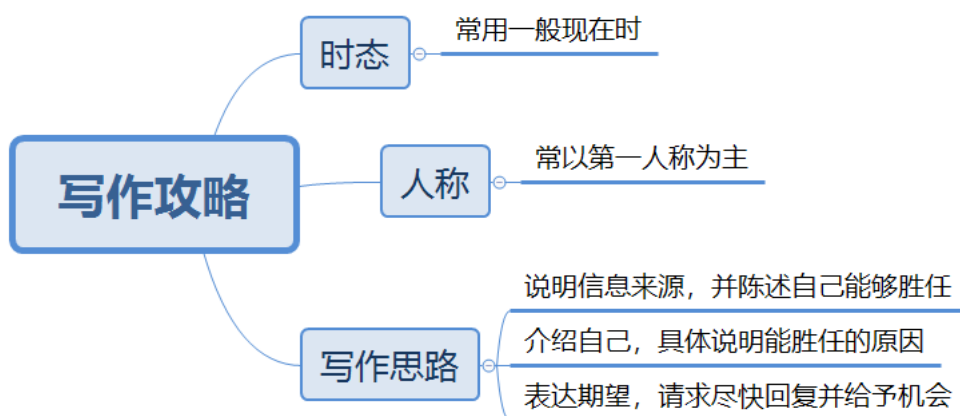 写作攻略
时态
常用一般现在时
人称
常以第一人称为主
写作思路
说明信息来源，并陈述自己能够胜任
介绍自己，具体说明能胜任的原因
表达期望，请求尽快回复并给予机会